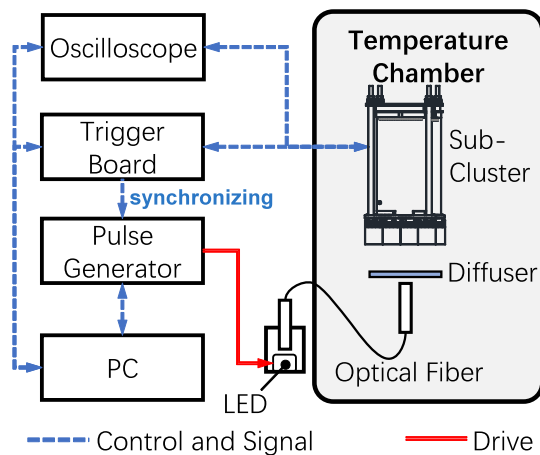 Oscilloscope
Temperature
Chamber
Trigger
Board
Sub-
Cluster
synchronizing
Pulse
Generator
Diffuser
PC
Optical Fiber
LED
Control and Signal
Drive